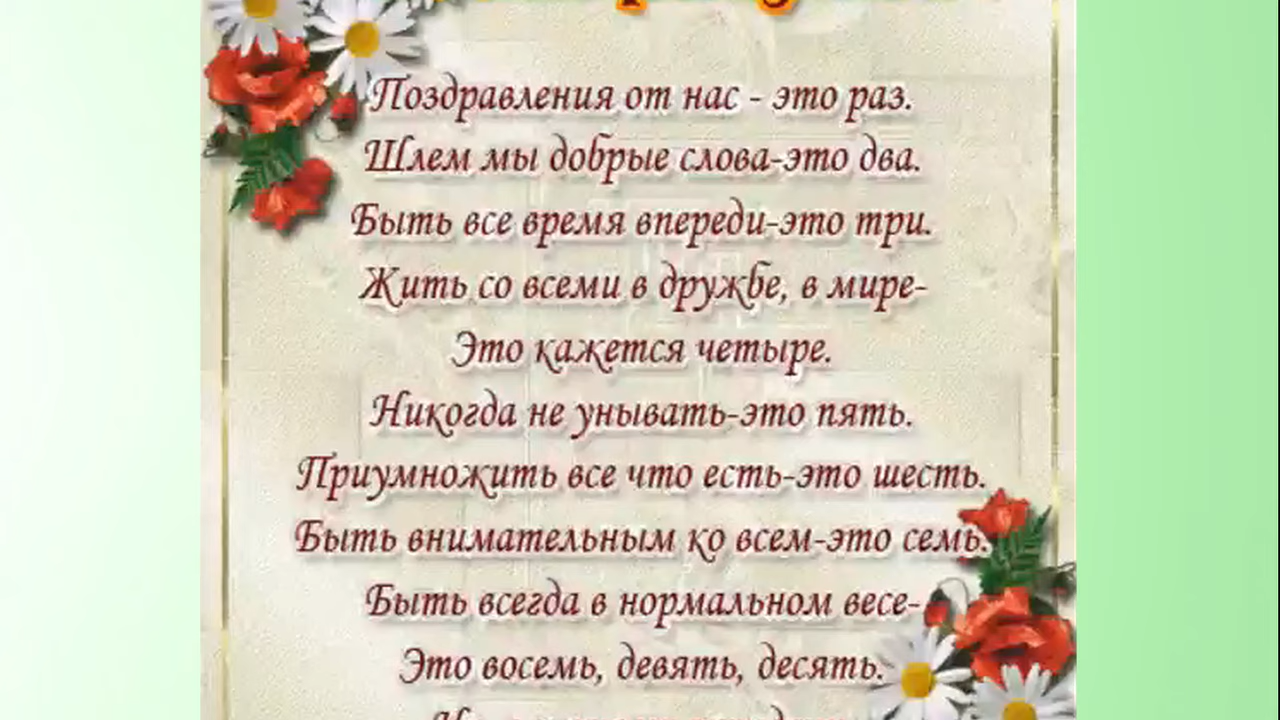 Поздравления от нас - это раз.
Шлем мы добрые слова-это два.
Быть все время впереди-это три.
Жить со всеми в дружбе, в мире-
Это кажется четыре.
Никогда не унывать-это пять.
Приумножить все что есть-это шесть.
Быть внимательным ко всем-это семь.
Быть всегда в нормальном весе-
Это восемь, девять, десять.